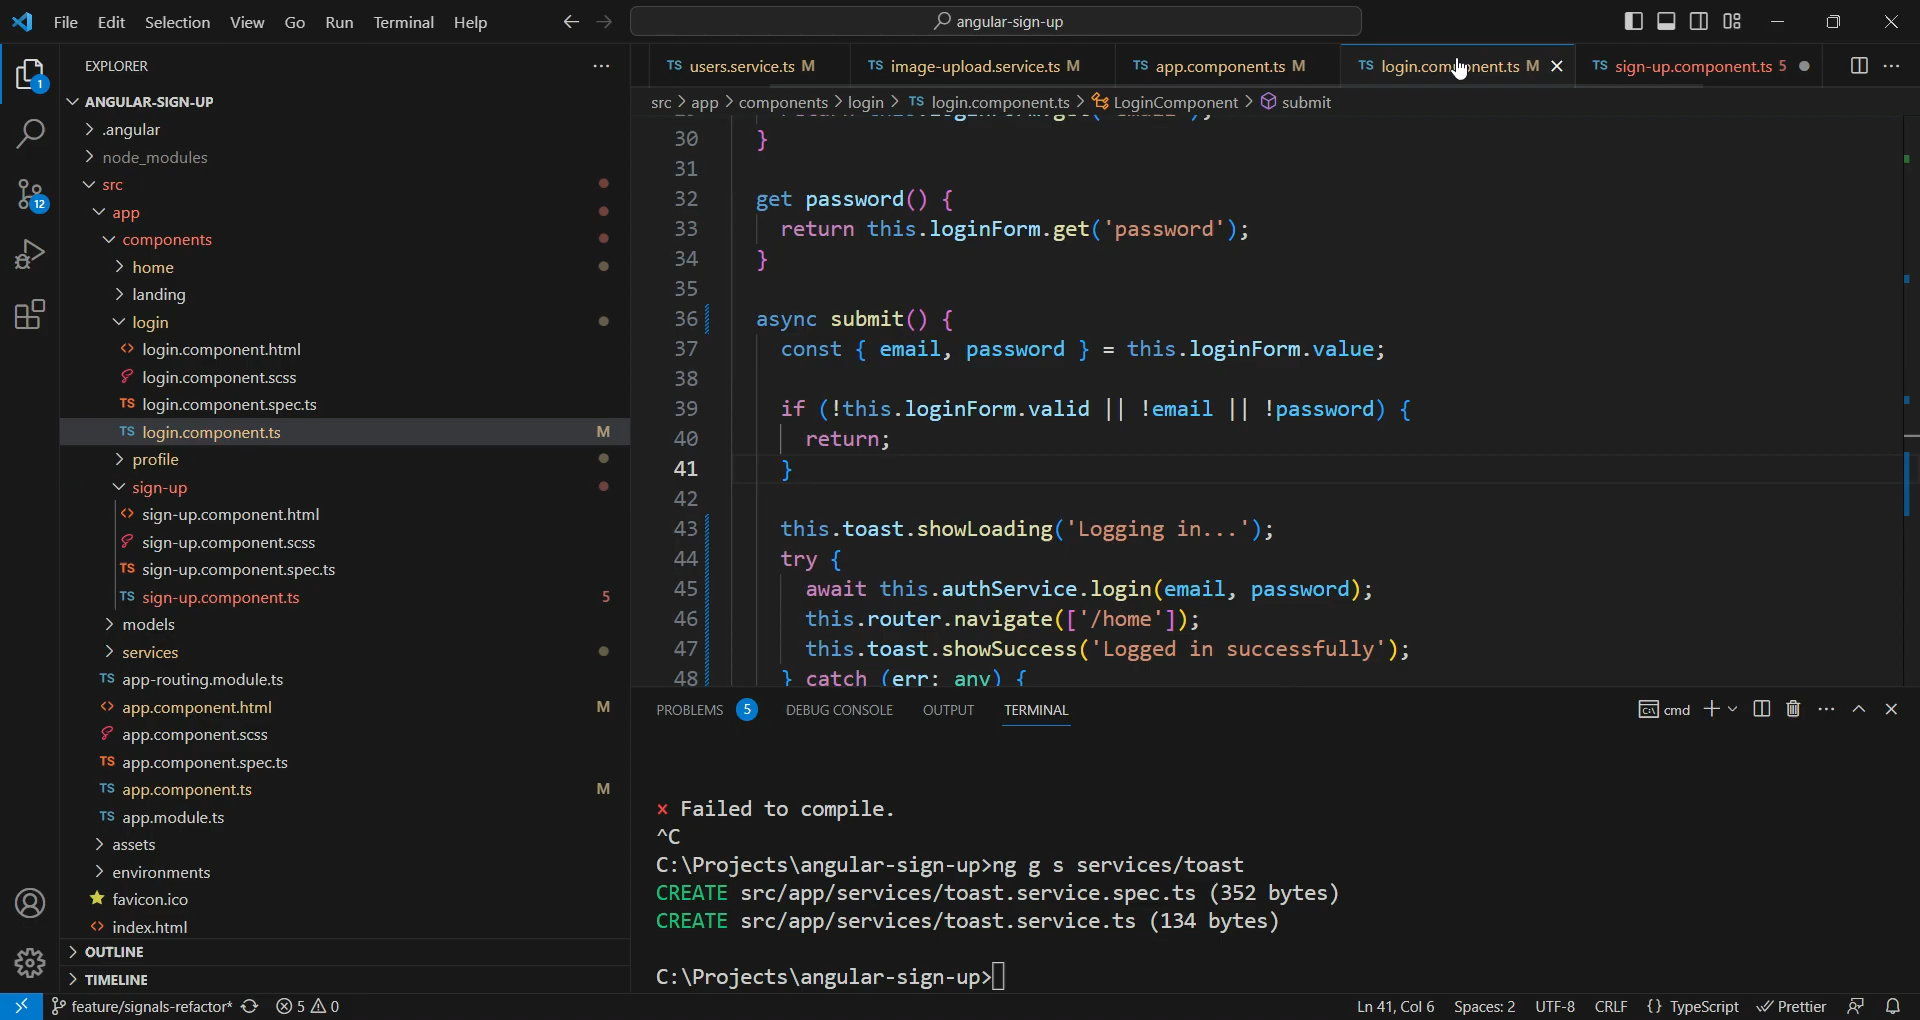 File Edit Selection View Go Run Terminal Help
angular-sign-up
EXPLORER
1
12
ANGULAR-SIGN-UP
.angular
node_modules
src
app
components
home
landing
login
login.component.html
login.component.scss
TS login.component.spec.ts
TS login.component.ts M
profile
sign-up
sign-up.component.html
sign-up.component.scss
TS sign-up.component.spec.ts
TS sign-up.component.ts 5
models
services
TS app-routing.module.ts
app.component.html M
app.component.scss
TS app.component.spec.ts
TS app.component.ts M
TS app.module.ts
assets
environments
favicon.ico
index.html
OUTLINE
TIMELINE
TS users.service.ts M TS image-upload.service.ts M TS app.component.ts M TS login.component.ts M TS sign-up.component.ts 5
src > app > components > login > TS login.component.ts > LoginComponent > submit
30 }
31
32 get password() {
33 return this.loginForm.get('password');
34 }
35
36 async submit() {
37 const { email, password } = this.loginForm.value;
38
39 if (!this.loginForm.valid || !email || !password) {
40 return;
41 }
42
43 this.toast.showLoading('Logging in...');
44 try {
45 await this.authService.login(email, password);
46 this.router.navigate(['/home']);
47 this.toast.showSuccess('Logged in successfully');
48 } catch (err: any) {
PROBLEMS 5 DEBUG CONSOLE OUTPUT TERMINAL cmd
× Failed to compile.
^C
C:\Projects\angular-sign-up>ng g s services/toast
CREATE src/app/services/toast.service.spec.ts (352 bytes)
CREATE src/app/services/toast.service.ts (134 bytes)
C:\Projects\angular-sign-up>
feature/signals-refactor* 5 0 Ln 41, Col 6 Spaces: 2 UTF-8 CRLF {} TypeScript Prettier